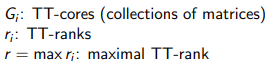 Gᵢ: TT-cores (collections of matrices)
rᵢ: TT-ranks
r = max rᵢ: maximal TT-rank